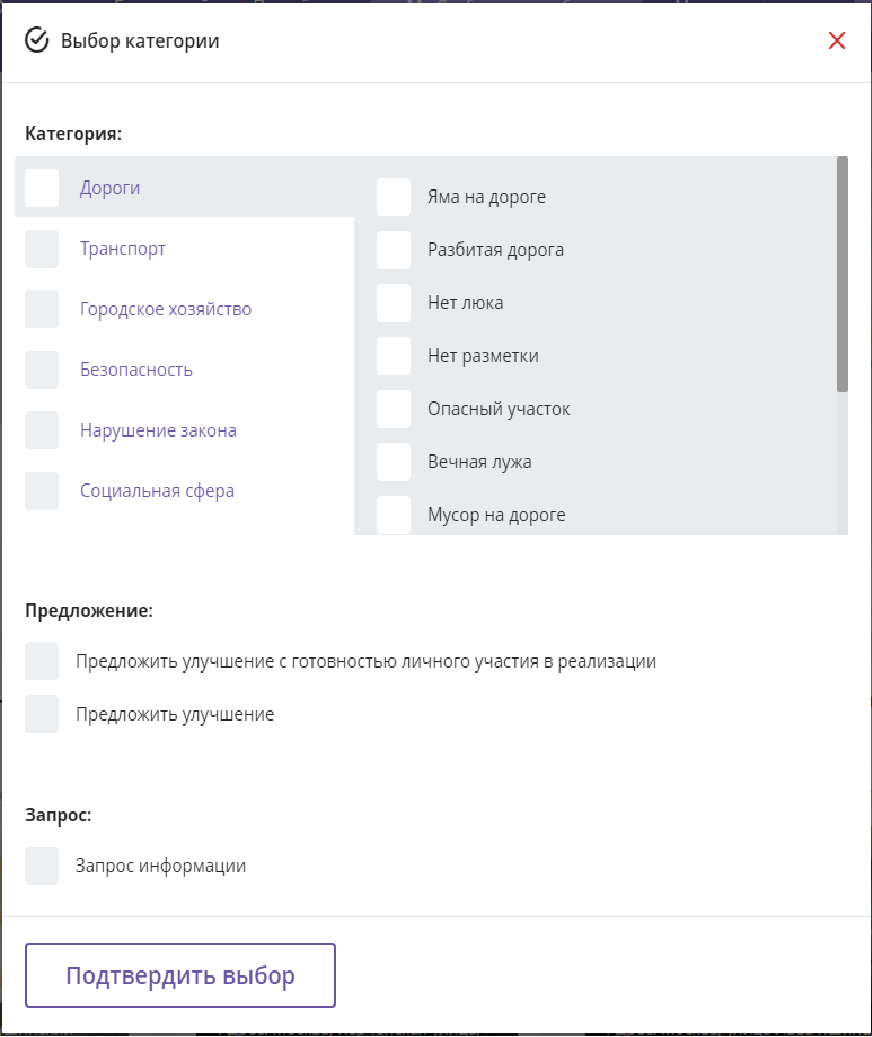 Выбор категории
Категория:
Дороги
Транспорт
Городское хозяйство
Безопасность
Нарушение закона
Социальная сфера
Яма на дороге
Разбитая дорога
Нет люка
Нет разметки
Опасный участок
Вечная лужа
Мусор на дороге
Предложение:
Предложить улучшение с готовностью личного участия в реализации
Предложить улучшение
Запрос:
Запрос информации
Подтвердить выбор